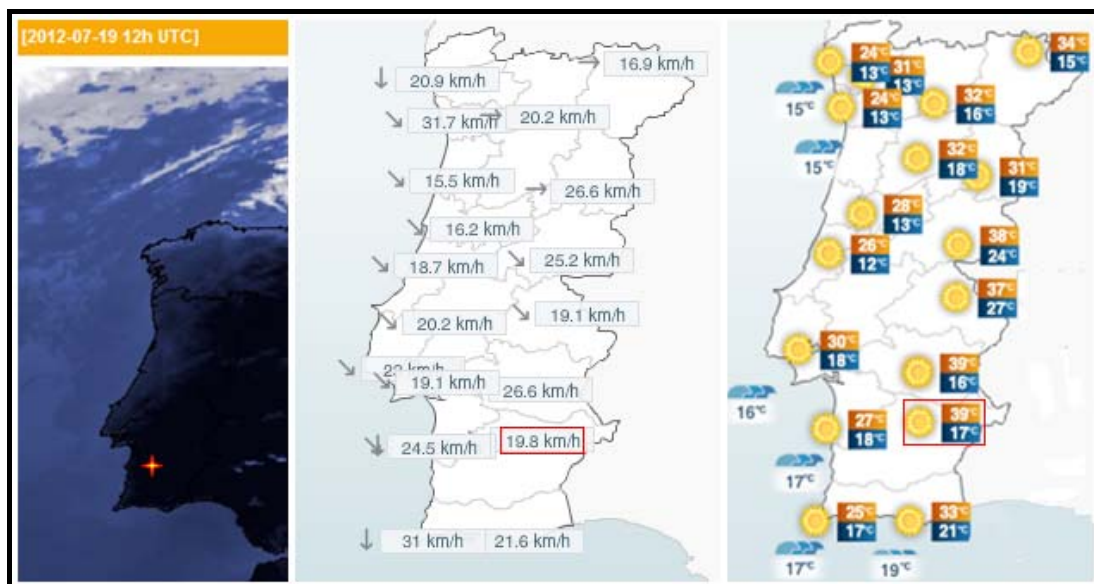 [2012-07-19 12h UTC]
16.9 km/h
20.9 km/h
31.7 km/h
20.2 km/h
15.5 km/h
26.6 km/h
16.2 km/h
18.7 km/h
25.2 km/h
20.2 km/h
19.1 km/h
km/h
19.1 km/h
26.6 km/h
24.5 km/h
19.8 km/h
31 km/h
21.6 km/h
34°C
15°C
24°C
13°C
31°C
13°C
15°C
24°C
13°C
32°C
16°C
15°C
32°C
18°C
31°C
19°C
28°C
13°C
26°C
12°C
38°C
24°C
37°C
27°C
30°C
18°C
39°C
16°C
16°C
27°C
18°C
39°C
17°C
17°C
25°C
17°C
33°C
21°C
17°C
19°C